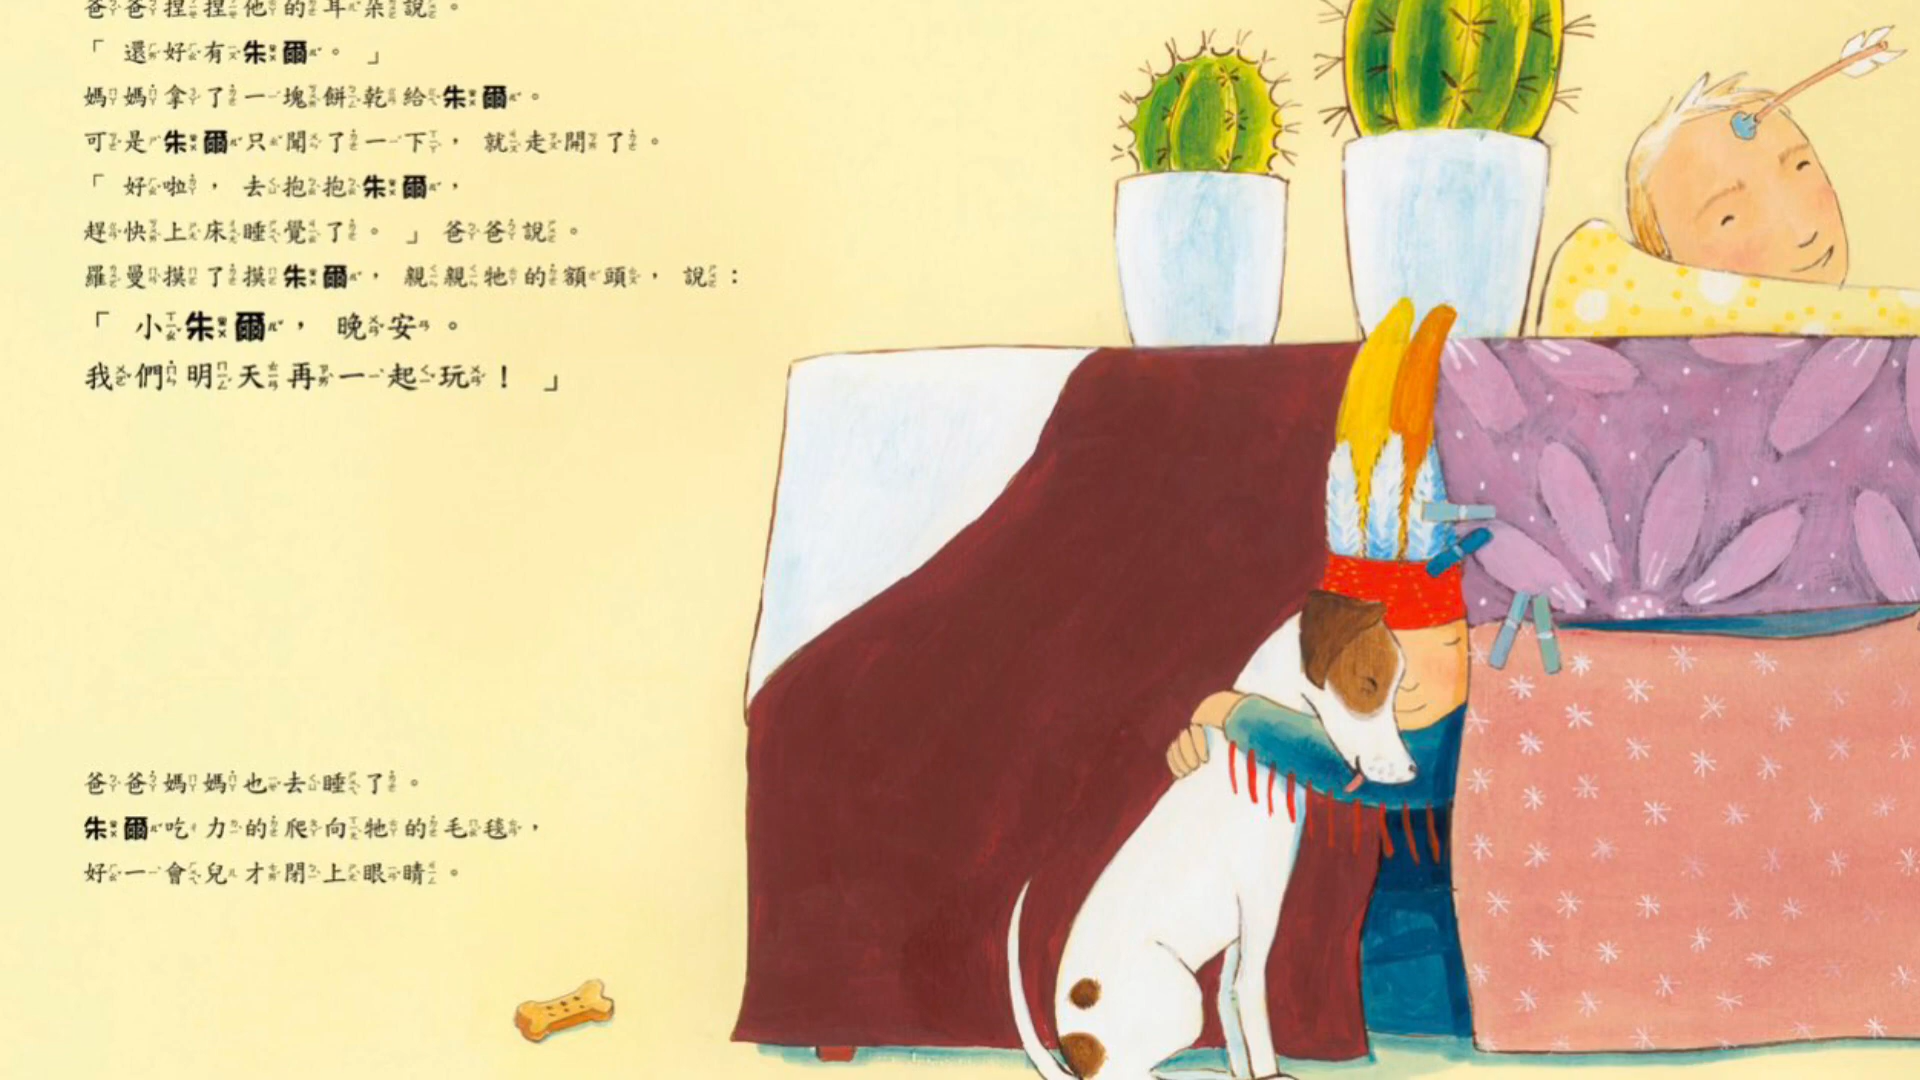 爸爸捏捏他的耳朵說。
「還好有朱爾。」
媽媽拿了一塊餅乾給朱爾。
可是朱爾只聞了一下，就走開了。
「好啦，去抱抱朱爾，
趕快上床睡覺了。」爸爸說。
羅曼摸了摸朱爾，親親牠的額頭，說：
「小朱爾，晚安。
我們明天再一起玩！」
爸爸媽媽也去睡了。
朱爾吃力的爬向牠的毛毯，
好一會兒才閉上眼睛。